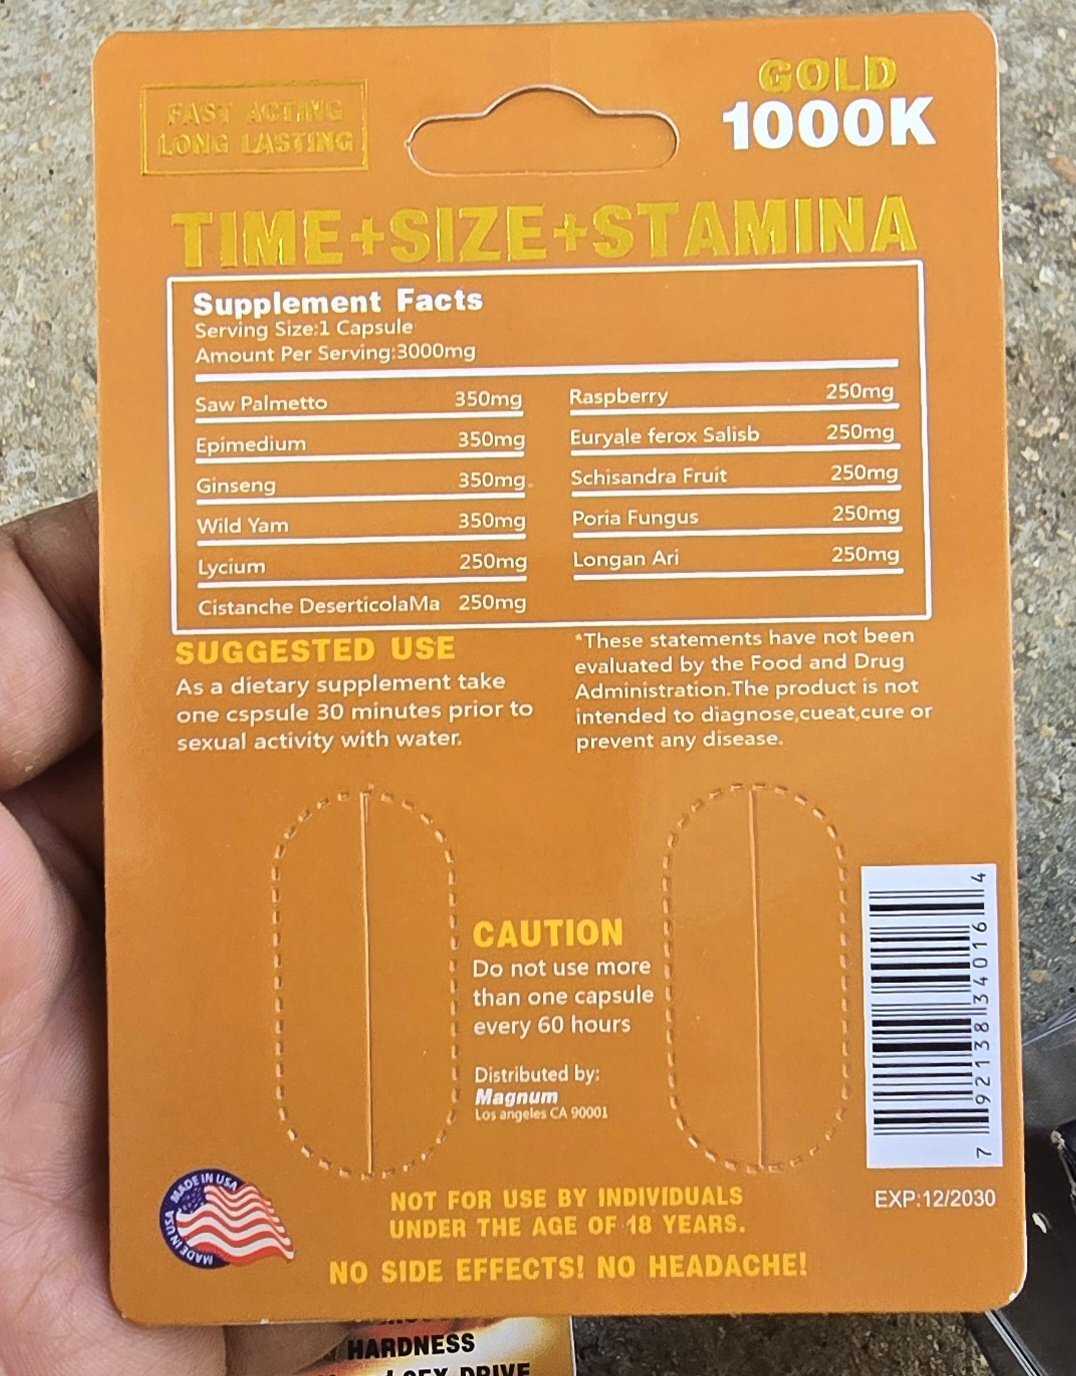 FAST ACTING
LONG LASTING
GOLD
1000K
TIME+SIZE+STAMINA
Supplement Facts
Serving Size:1 Capsule
Amount Per Serving:3000mg
Saw Palmetto 350mg
Epimedium 350mg
Ginseng 350mg
Wild Yam 350mg
Lycium 250mg
Cistanche DeserticolaMa 250mg
Raspberry 250mg
Euryale ferox Salisb 250mg
Schisandra Fruit 250mg
Poria Fungus 250mg
Longan Ari 250mg
SUGGESTED USE
As a dietary supplement take
one cspsule 30 minutes prior to
sexual activity with water.
*These statements have not been
evaluated by the Food and Drug
Administration.The product is not
intended to diagnose,cueat,cure or
prevent any disease.
CAUTION
Do not use more
than one capsule
every 60 hours
Distributed by:
Magnum
Los angeles CA 90001
7 92138 34016 4
EXP:12/2030
MADE IN USA
MADE IN USA
NOT FOR USE BY INDIVIDUALS
UNDER THE AGE OF 18 YEARS.
NO SIDE EFFECTS! NO HEADACHE!
HARDNESS
SEX DRIVE